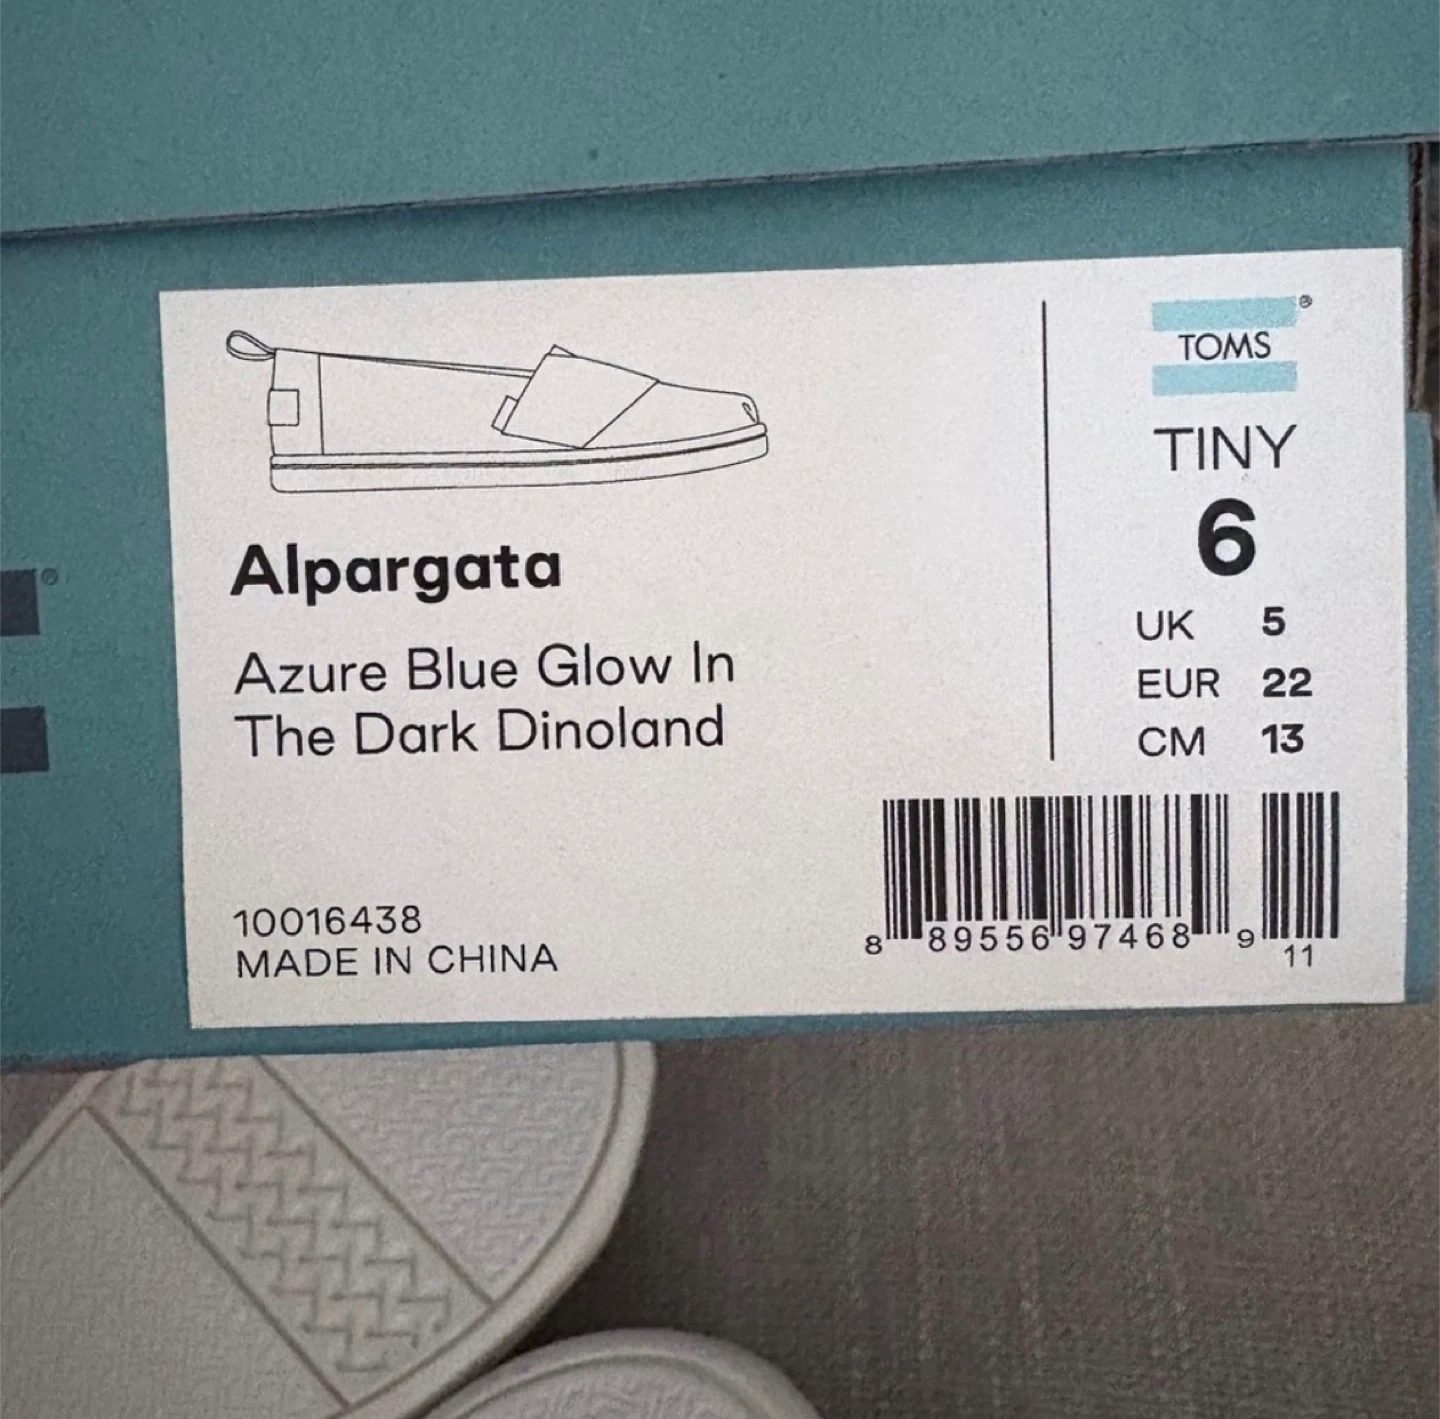 TOMS®
TINY
6
UK 5
EUR 22
CM 13
Alpargata
Azure Blue Glow In
The Dark Dinoland
10016438
MADE IN CHINA
8 89556 97468 9
11